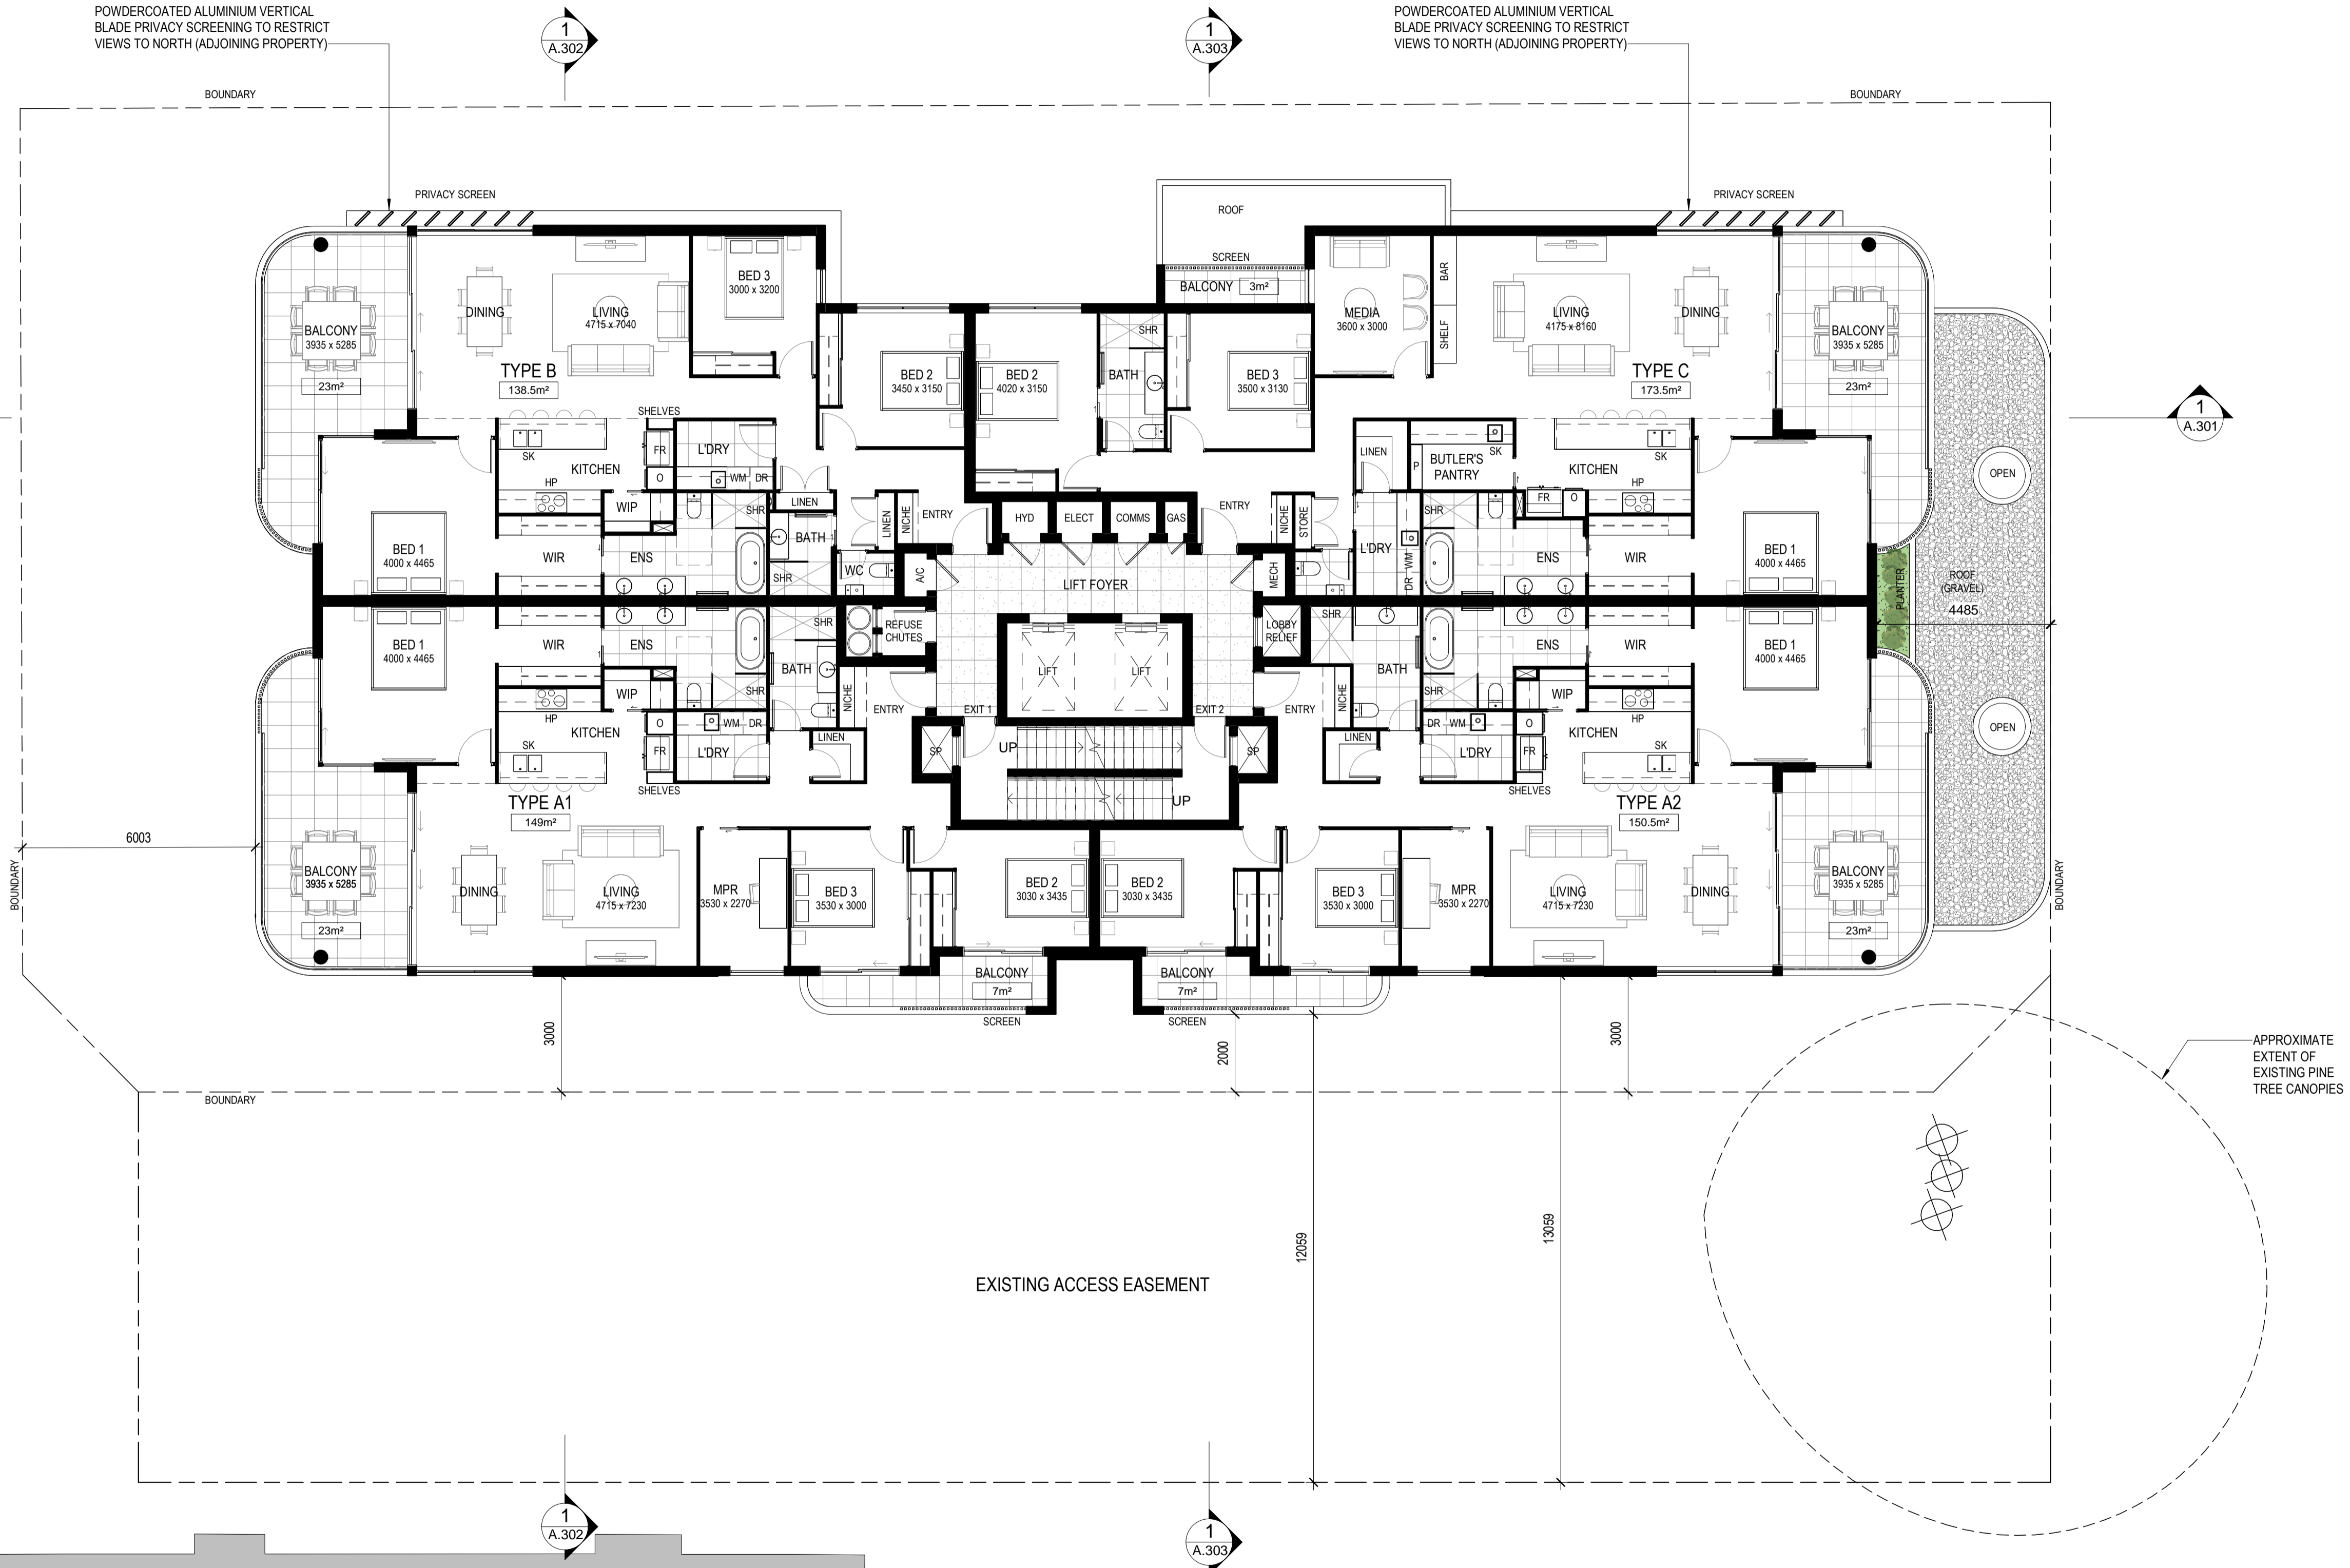 POWDERCOATED ALUMINIUM VERTICAL
BLADE PRIVACY SCREENING TO RESTRICT
VIEWS TO NORTH (ADJOINING PROPERTY)
1
A.302
1
A.303
POWDERCOATED ALUMINIUM VERTICAL
BLADE PRIVACY SCREENING TO RESTRICT
VIEWS TO NORTH (ADJOINING PROPERTY)
BOUNDARY
BOUNDARY
PRIVACY SCREEN
PRIVACY SCREEN
ROOF
SCREEN
BALCONY
3m²
BALCONY
3935 x 5285
23m²
DINING
LIVING
4715 x 7040
BED 3
3000 x 3200
TYPE B
138.5m²
BED 2
3450 x 3150
BED 2
4020 x 3150
SHR
BATH
BED 3
3500 x 3130
MEDIA
3600 x 3000
BAR
SHELF
LIVING
4175 x 8160
DINING
TYPE C
173.5m²
BALCONY
3935 x 5285
23m²
1
A.301
SHELVES
SK
KITCHEN
HP
FR
O
L'DRY
WM
DR
WIP
LINEN
SHR
BATH
SHR
LINEN
NICHE
WC
ENTRY
HYD
ELECT
COMMS
GAS
ENTRY
NICHE
STORE
LINEN
P
BUTLER'S
PANTRY
SK
KITCHEN
SK
HP
FR
O
L'DRY
DR
WM
SHR
ENS
WIR
BED 1
4000 x 4465
BED 1
4000 x 4465
WIR
ENS
A/C
LIFT FOYER
MECH
OPEN
PLANTER
ROOF
(GRAVEL)
4485
OPEN
BED 1
4000 x 4465
WIR
ENS
SHR
WIP
HP
KITCHEN
SK
O
FR
WM
DR
L'DRY
SHELVES
SHR
BATH
LINEN
NICHE
ENTRY
REFUSE
CHUTES
LIFT
LIFT
LOBBY
RELIEF
EXIT 1
EXIT 2
SP
UP
UP
SP
ENTRY
NICHE
SHR
BATH
LINEN
SHR
ENS
WIR
BED 1
4000 x 4465
DR
WM
L'DRY
WIP
O
FR
HP
KITCHEN
SK
SHELVES
TYPE A1
149m²
TYPE A2
150.5m²
6003
BOUNDARY
BALCONY
3935 x 5285
23m²
DINING
LIVING
4715 x 7230
MPR
3530 x 2270
BED 3
3530 x 3000
BED 2
3030 x 3435
BED 2
3030 x 3435
BED 3
3530 x 3000
MPR
3530 x 2270
LIVING
4715 x 7230
DINING
BALCONY
3935 x 5285
23m²
BOUNDARY
BALCONY
7m²
BALCONY
7m²
SCREEN
SCREEN
3000
2000
3000
BOUNDARY
APPROXIMATE
EXTENT OF
EXISTING PINE
TREE CANOPIES
12059
13059
EXISTING ACCESS EASEMENT
1
A.302
1
A.303